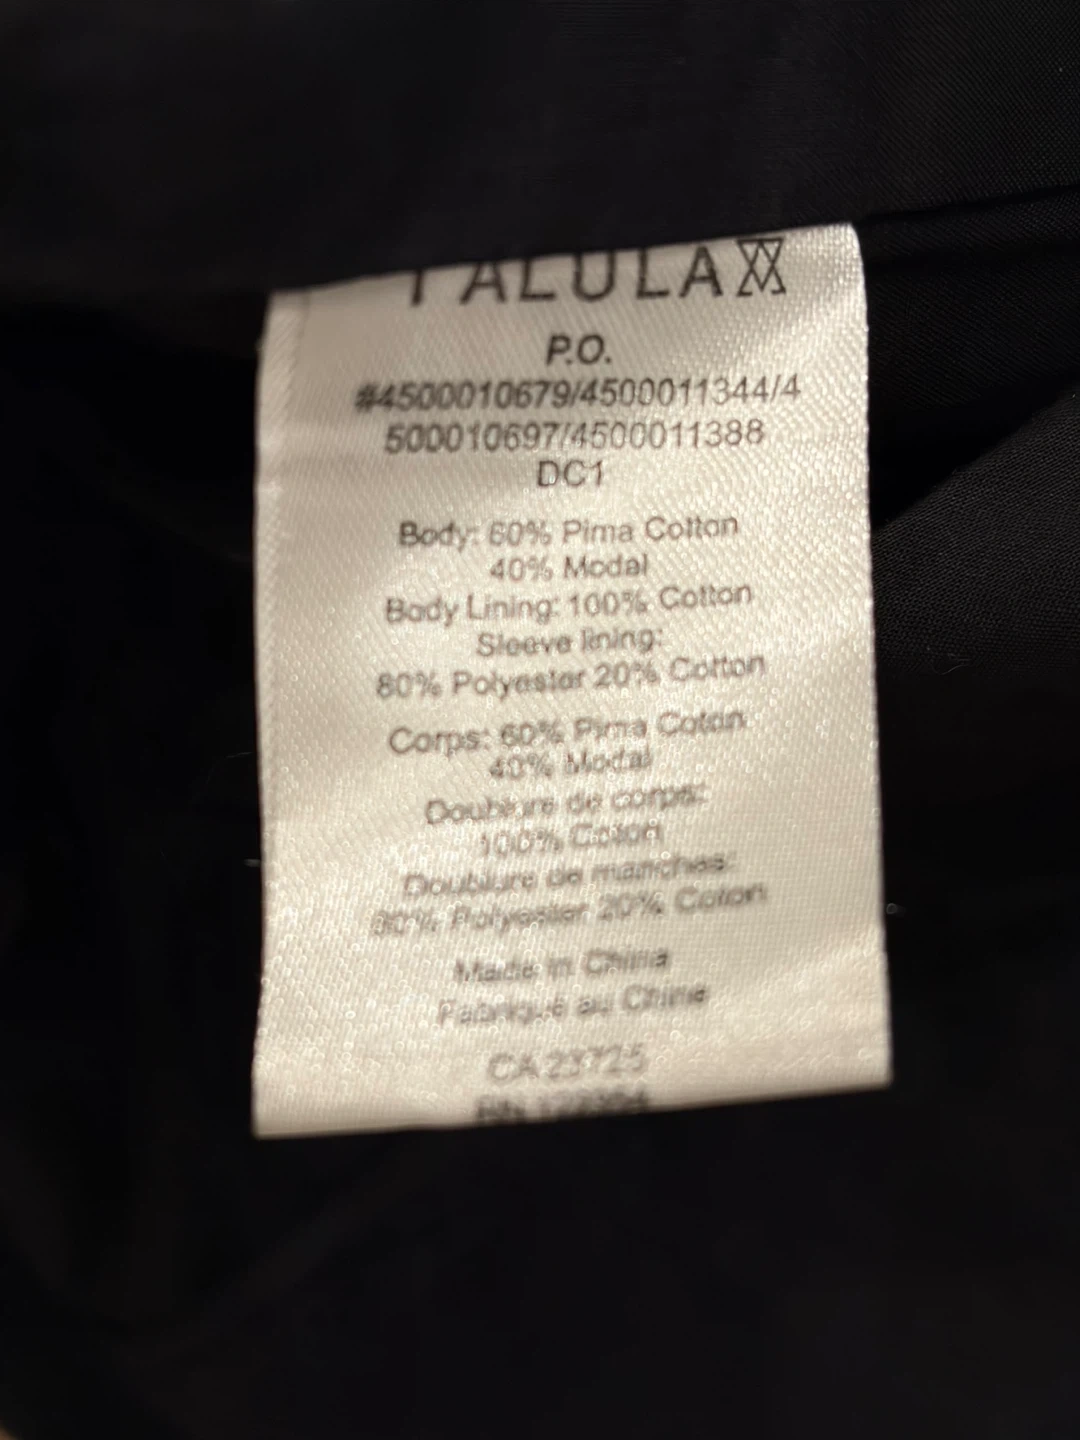 TALULA
P.O.
#4500010679/4500011344/4
500010697/4500011388
DC1
Body: 60% Pima Cotton
40% Modal
Body Lining: 100% Cotton
Sleeve lining:
80% Polyester 20% Cotton
Corps: 60% Pima Coton
40% Modal
Doublure de corps:
100% Coton
Doublure de manches:
80% Polyester 20% Coton
Made in China
Fabriqué au Chine
CA 23725
RN